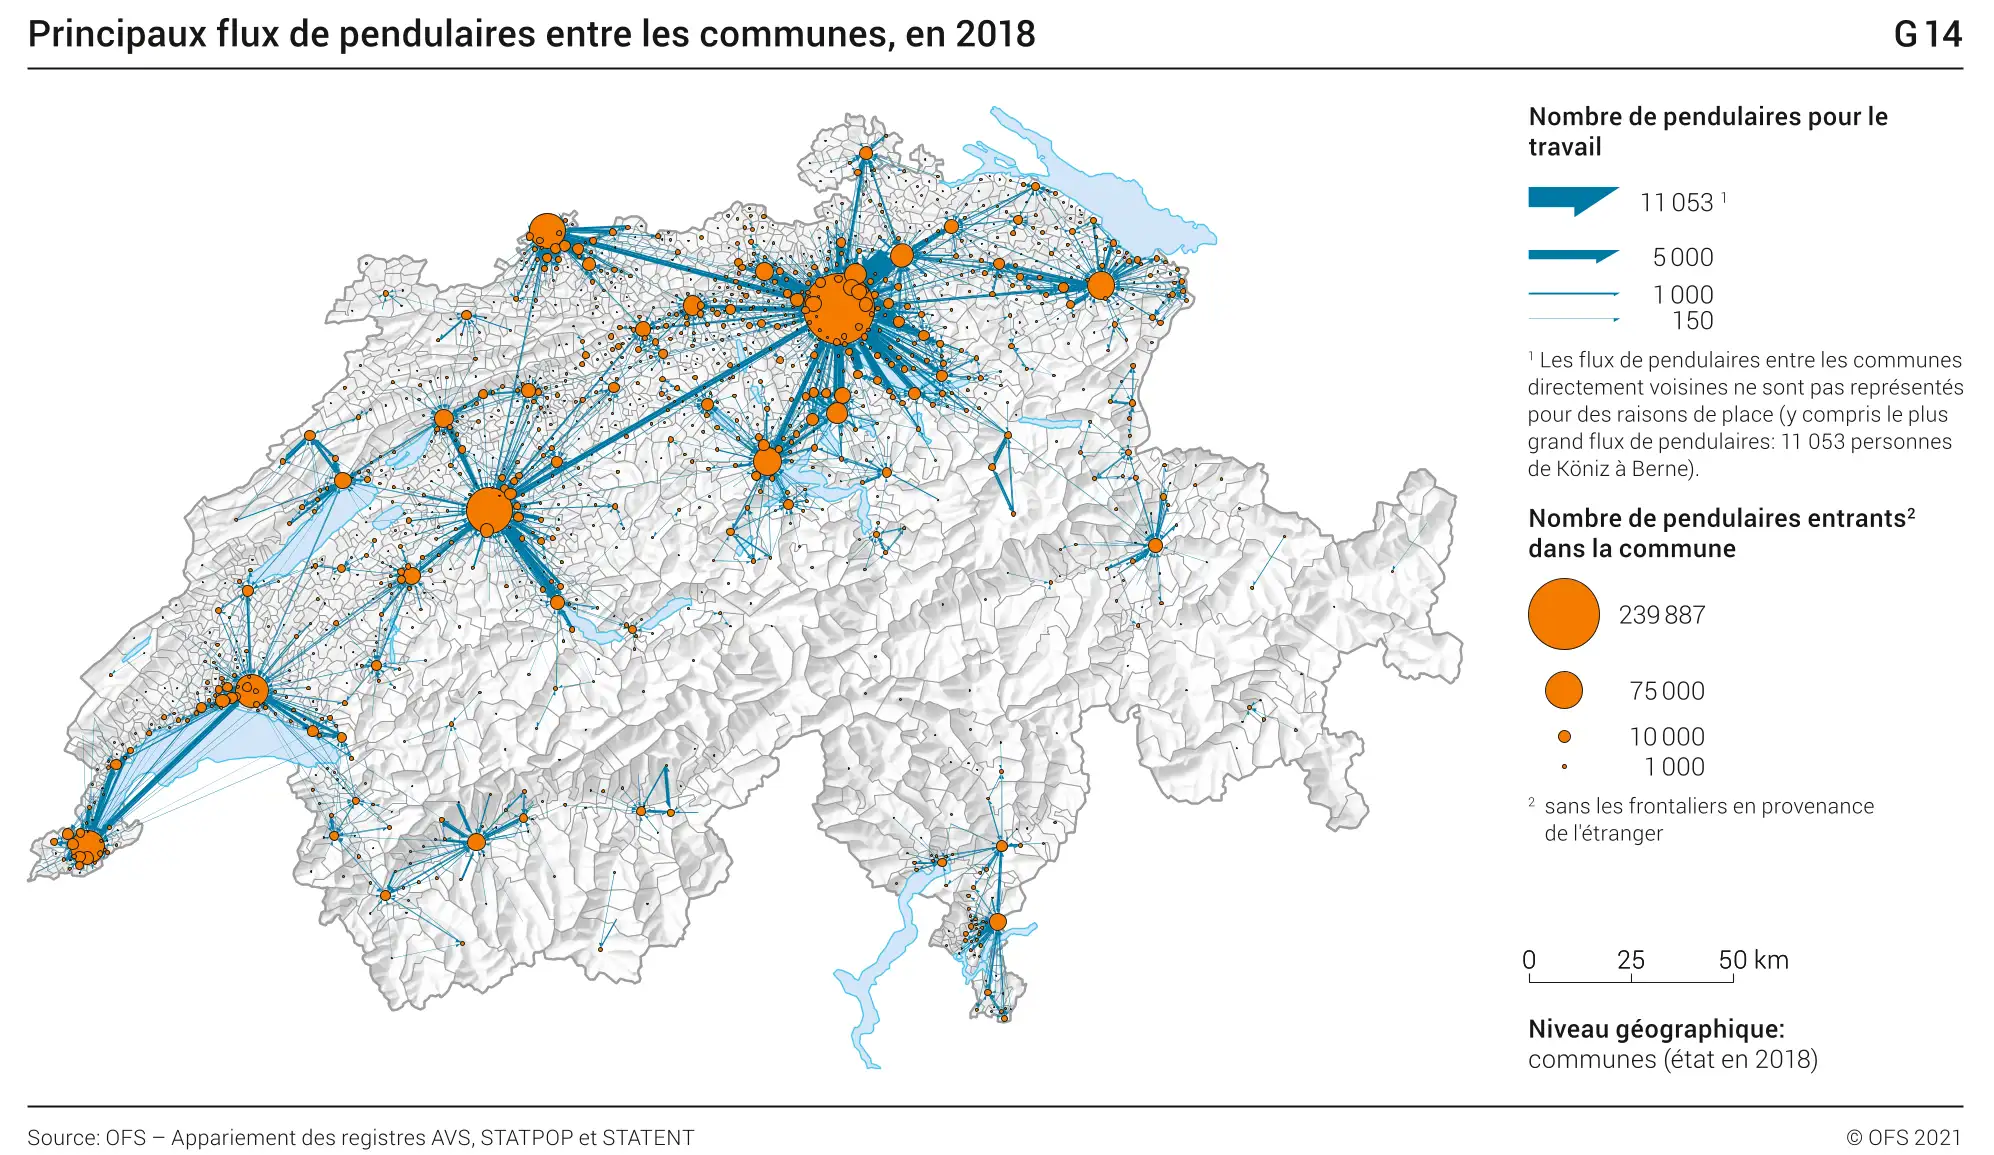 Principaux flux de pendulaires entre les communes, en 2018
G 14
Nombre de pendulaires pour le
travail
11 053 ¹
5 000
1 000
150
¹ Les flux de pendulaires entre les communes
directement voisines ne sont pas représentés
pour des raisons de place (y compris le plus
grand flux de pendulaires: 11 053 personnes
de Köniz à Berne).
Nombre de pendulaires entrants²
dans la commune
239 887
75 000
10 000
1 000
² sans les frontaliers en provenance
de l'étranger
0 25 50 km
Niveau géographique:
communes (état en 2018)
Source: OFS – Appariement des registres AVS, STATPOP et STATENT
© OFS 2021